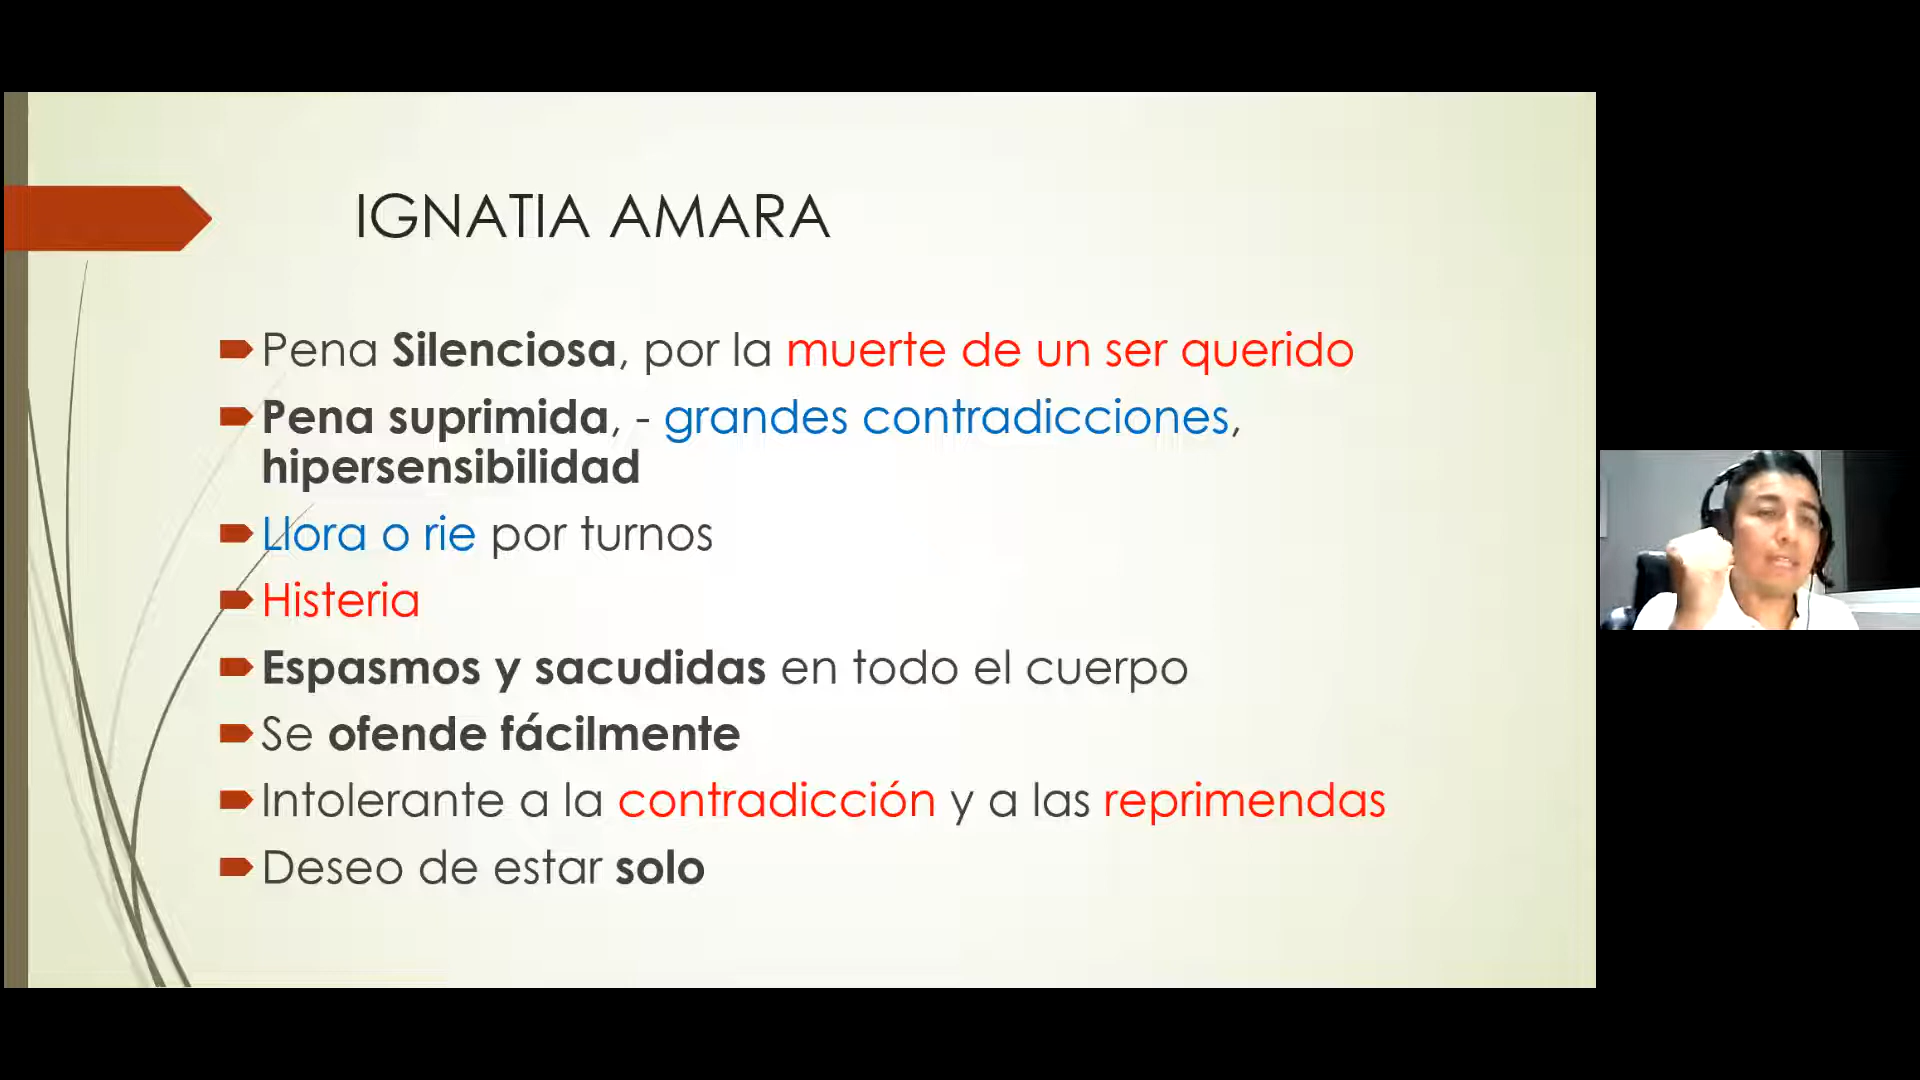 IGNATIA AMARA
Pena Silenciosa, por la muerte de un ser querido
Pena suprimida, - grandes contradicciones,
hipersensibilidad
Llora o rie por turnos
Histeria
Espasmos y sacudidas en todo el cuerpo
Se ofende fácilmente
Intolerante a la contradicción y a las reprimendas
Deseo de estar solo